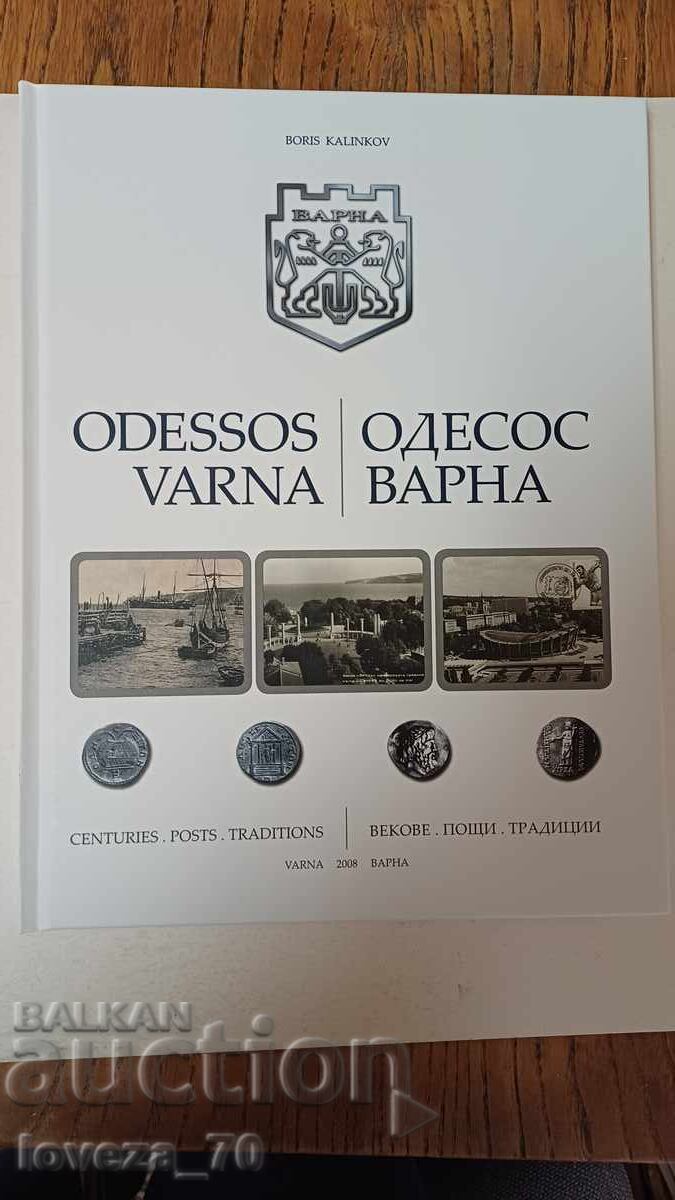 BORIS KALINKOV
ВАРНА
ODESSOS | ОДЕСОС
VARNA | ВАРНА
CENTURIES . POSTS . TRADITIONS | ВЕКОВЕ . ПОЩИ . ТРАДИЦИИ
VARNA 2008 ВАРНА
BALKAN
auction
loveza_70